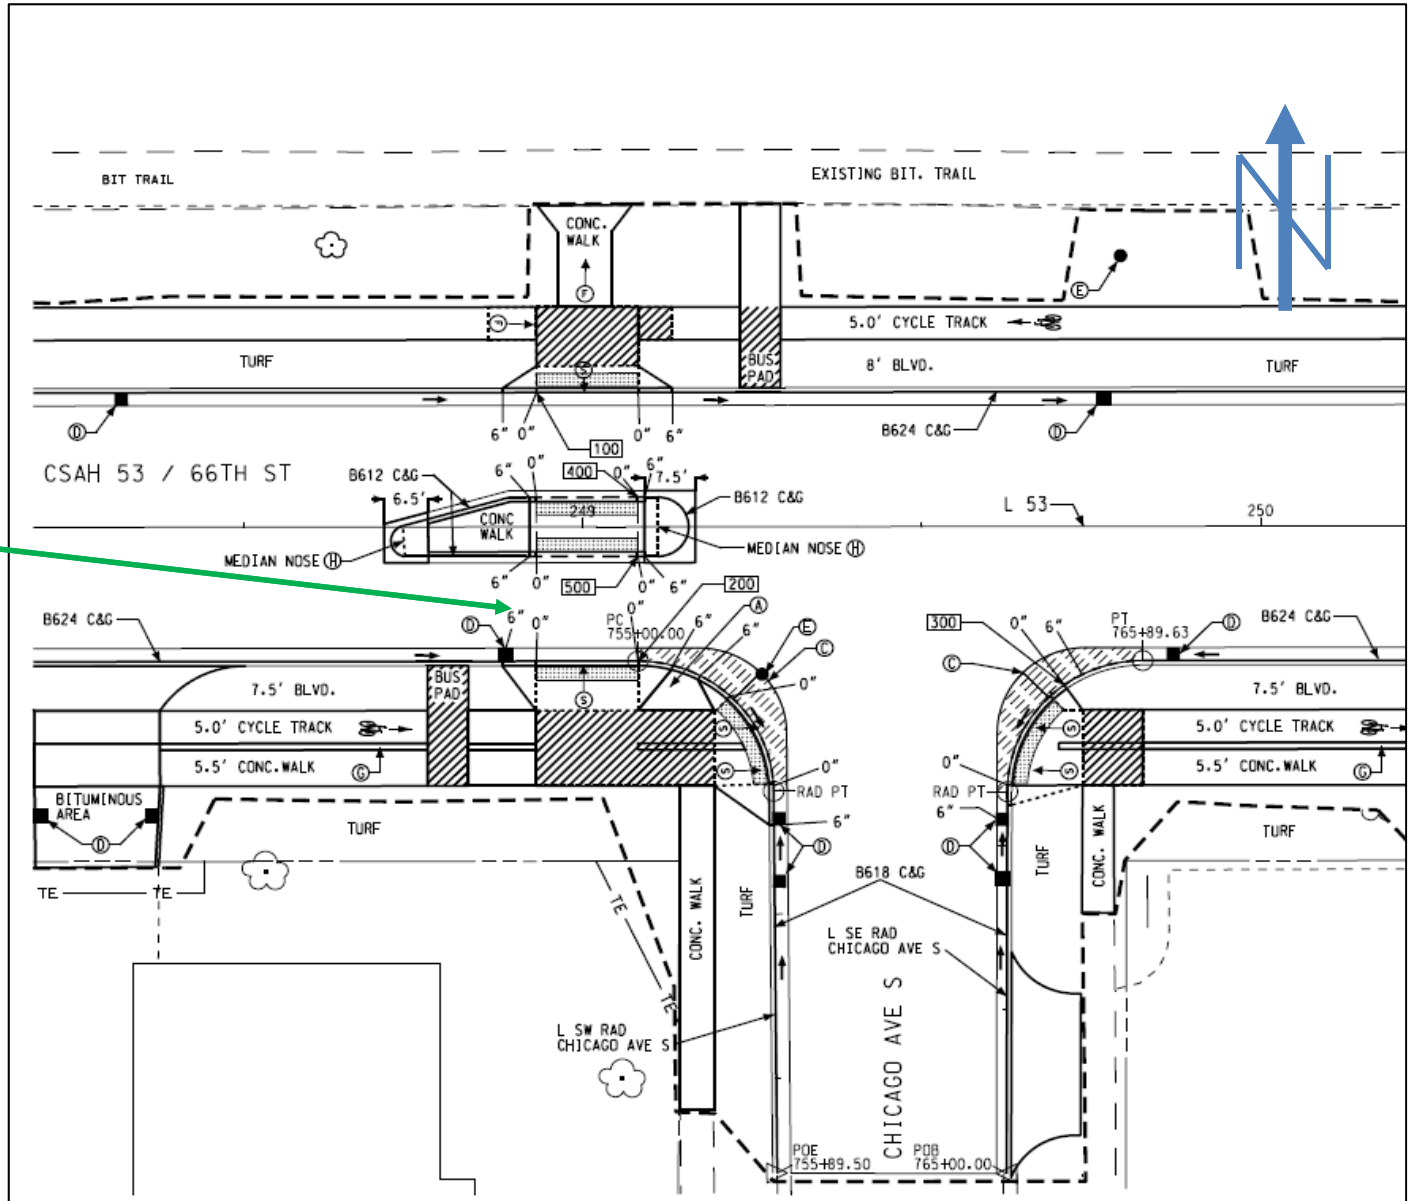 BIT TRAIL
EXISTING BIT. TRAIL
N
CONC.
WALK
F
E
F
5.0' CYCLE TRACK
TURF
S
BUS
PAD
8' BLVD.
TURF
D
6" 0" 0" 6"
B624 C&G
D
100
CSAH 53 / 66TH ST
B612 C&G
6"
0"
400
0"
6"
7.5'
6.5'
B612 C&G
L 53
250
CONC
WALK
249
MEDIAN NOSE H
MEDIAN NOSE H
6" 0"
500
0" 6"
200
A
B624 C&G
D
6"
0"
PC
755+00.00
0"
6"
6"
E
C
300
0"
6"
PT
765+89.63
D
B624 C&G
C
7.5' BLVD.
BUS
PAD
S
0"
7.5' BLVD.
5.0' CYCLE TRACK
S
S
5.0' CYCLE TRACK
5.5' CONC.WALK
G
S
0"
0"
S
5.5' CONC.WALK
G
RAD PT
RAD PT
BITUMINOUS
AREA
D
TURF
6"
D
6"
D
TURF
CONC. WALK
TURF
TE
TE
TE
TE
CONC. WALK
TURF
B618 C&G
L SE RAD
CHICAGO AVE S
L SW RAD
CHICAGO AVE S
CHICAGO AVE S
POE
755+89.50
POB
765+00.00